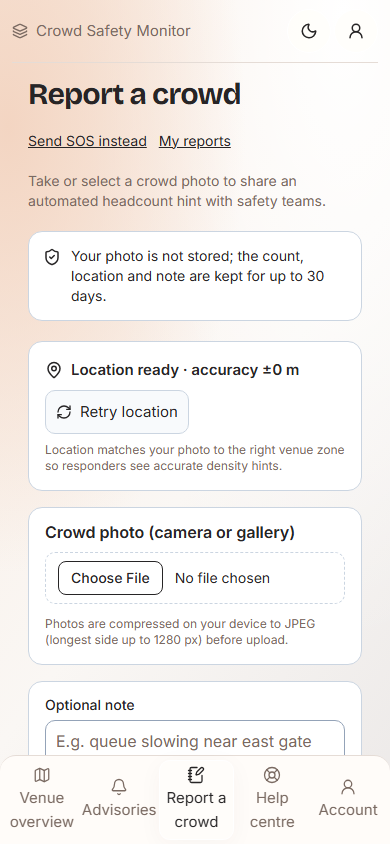 Crowd Safety Monitor
Report a crowd
Send SOS instead My reports
Take or select a crowd photo to share an
automated headcount hint with safety teams.
Your photo is not stored; the count,
location and note are kept for up to 30
days.
Location ready · accuracy ±0 m
Retry location
Location matches your photo to the right venue zone
so responders see accurate density hints.
Crowd photo (camera or gallery)
Choose File No file chosen
Photos are compressed on your device to JPEG
(longest side up to 1280 px) before upload.
Optional note
E.g. queue slowing near east gate
Venue
overview
Advisories
Report a
crowd
Help
centre
Account